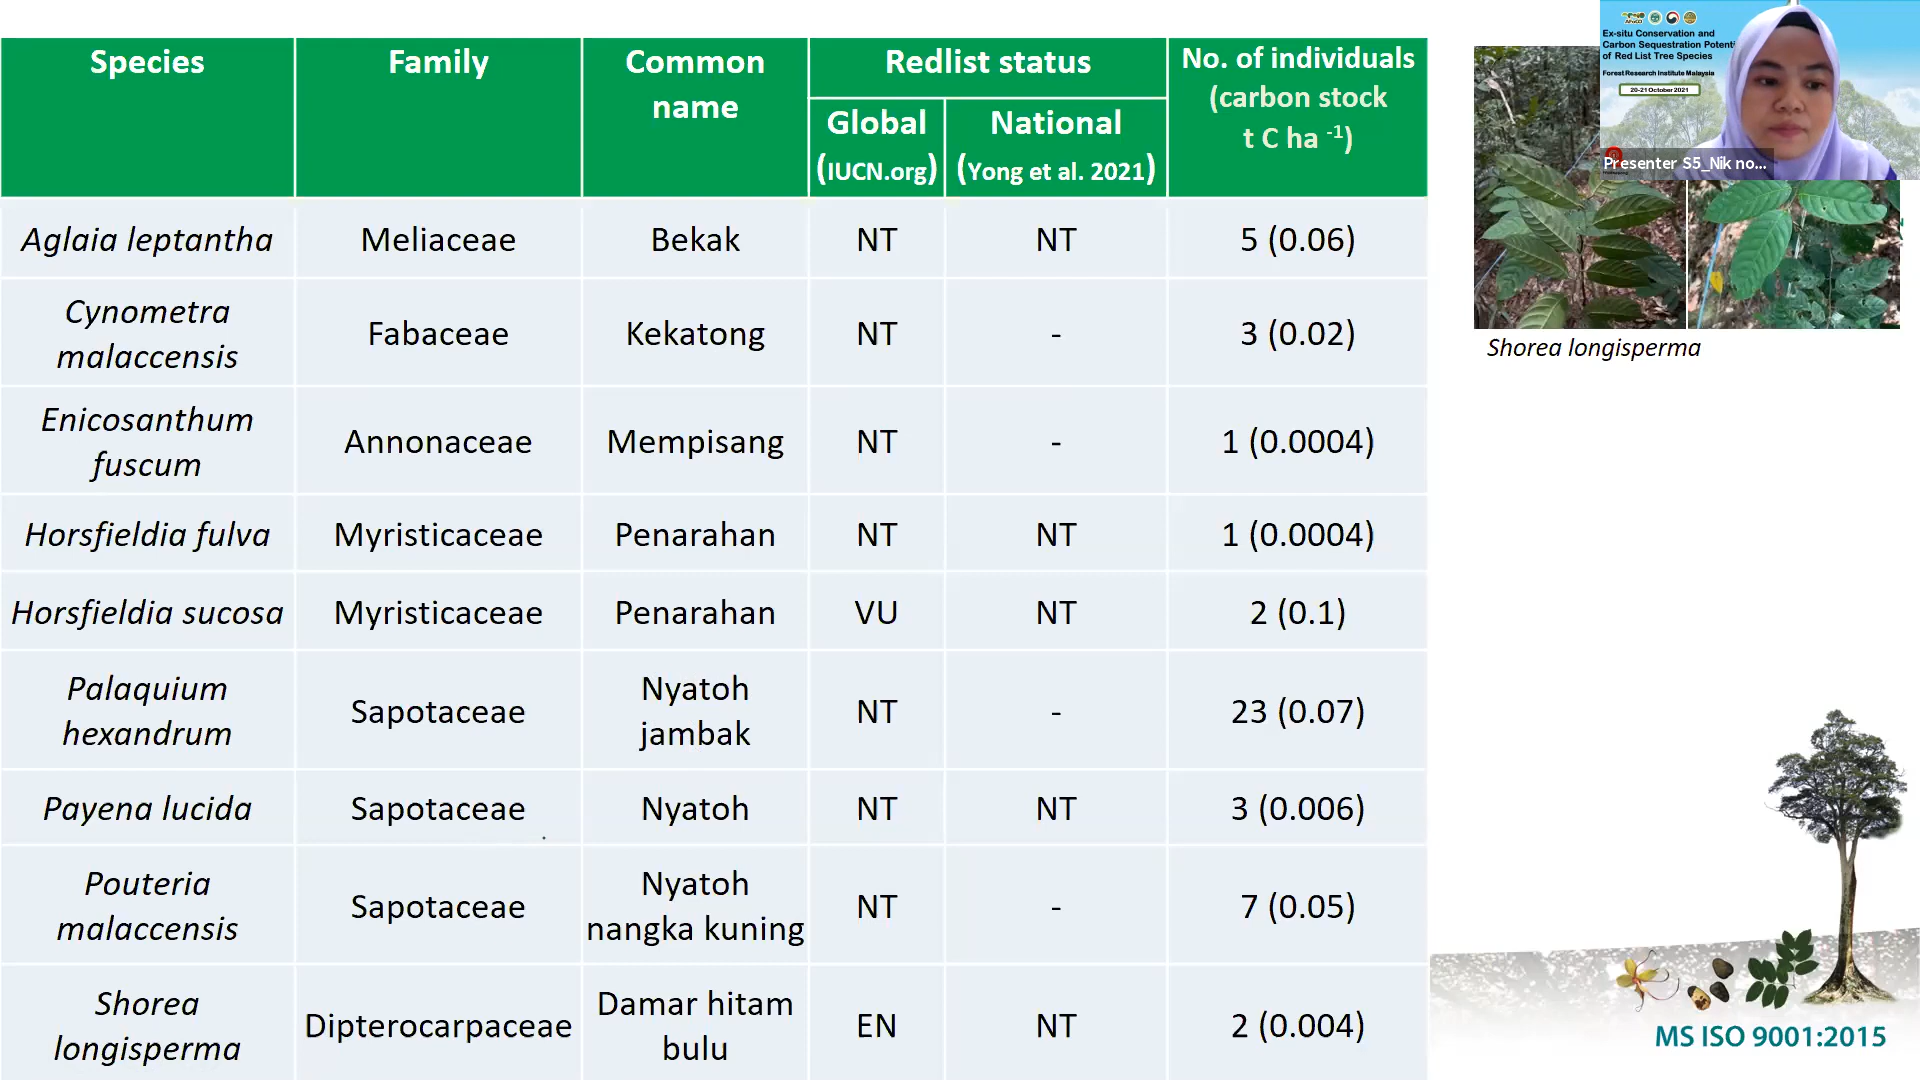 Species Family Common name Redlist status No. of individuals (carbon stock t C ha -1)
Global (IUCN.org) National (Yong et al. 2021)
Aglaia leptantha Meliaceae Bekak NT NT 5 (0.06)
Cynometra malaccensis Fabaceae Kekatong NT - 3 (0.02)
Enicosanthum fuscum Annonaceae Mempisang NT - 1 (0.0004)
Horsfieldia fulva Myristicaceae Penarahan NT NT 1 (0.0004)
Horsfieldia sucosa Myristicaceae Penarahan VU NT 2 (0.1)
Palaquium hexandrum Sapotaceae Nyatoh jambak NT - 23 (0.07)
Payena lucida Sapotaceae Nyatoh NT NT 3 (0.006)
Pouteria malaccensis Sapotaceae Nyatoh nangka kuning NT - 7 (0.05)
Shorea longisperma Dipterocarpaceae Damar hitam bulu EN NT 2 (0.004)
Ex-situ Conservation and
Carbon Sequestration Potenti
of Red List Tree Species
Forest Research Institute Malaysia
20-21 October 2021
Presenter S5_Nik no...
Shorea longisperma
MS ISO 9001:2015